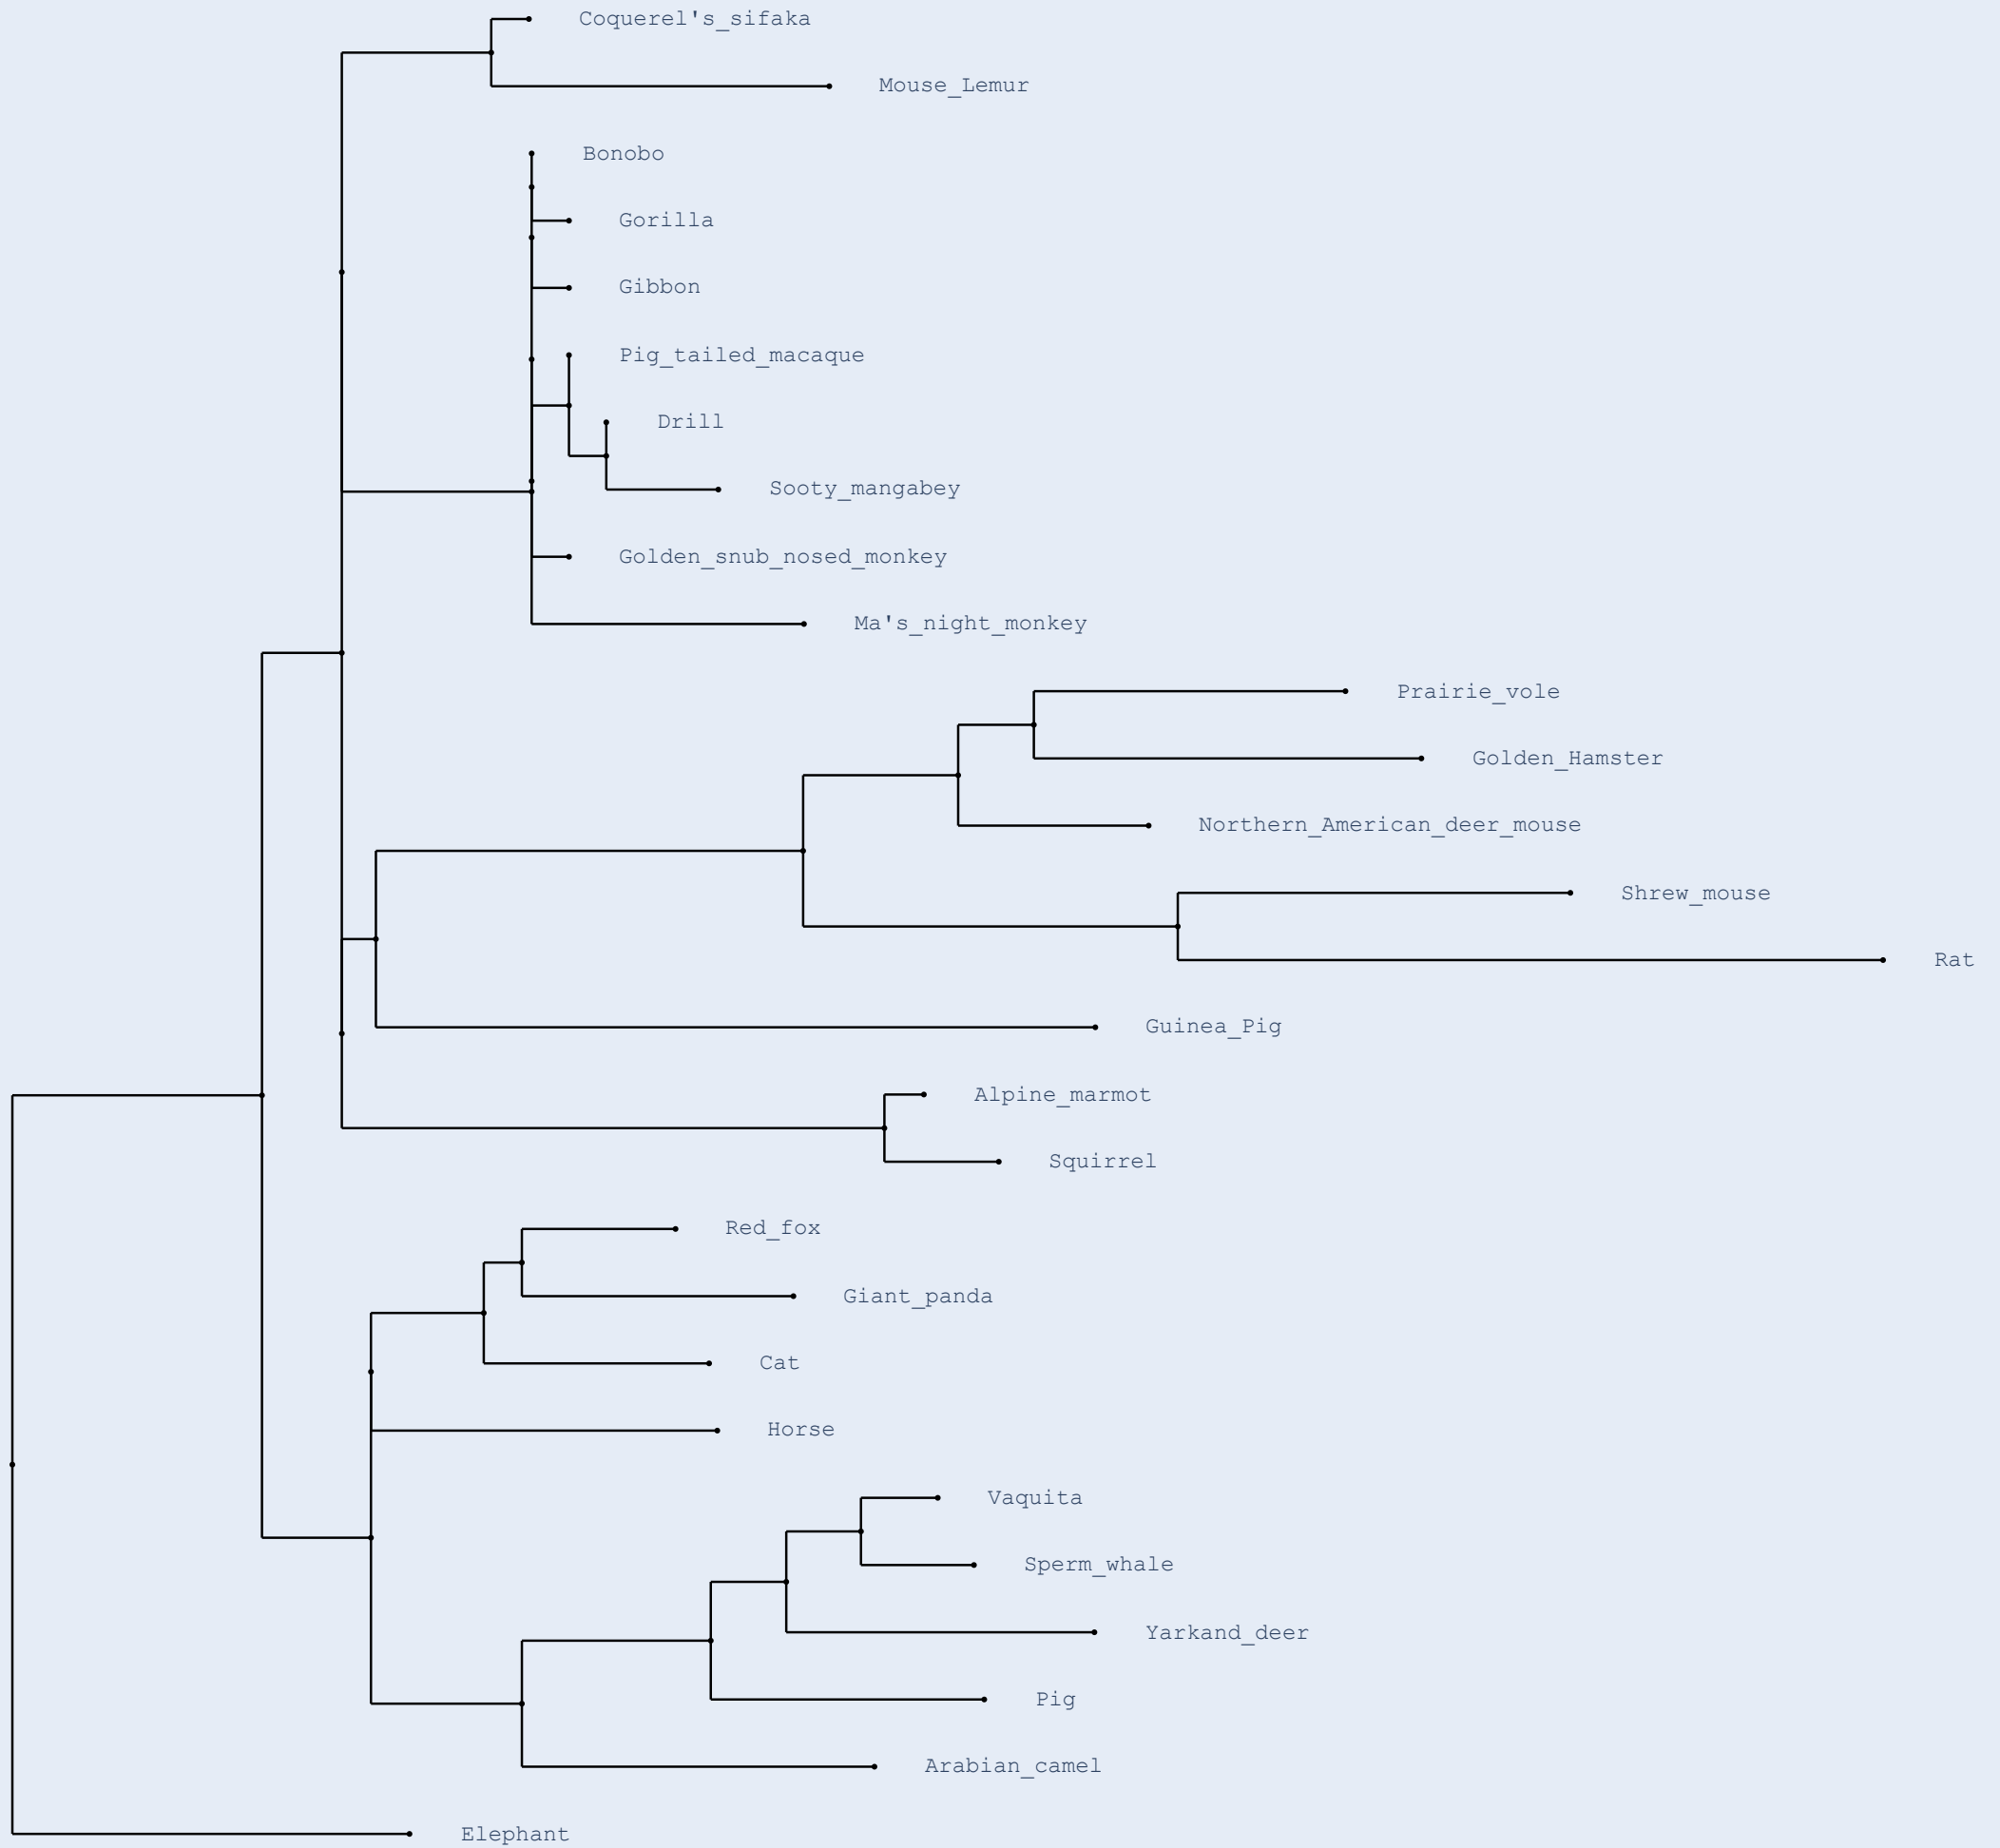 Coquerel's_sifaka
Mouse_Lemur
Bonobo
Gorilla
Gibbon
Pig_tailed_macaque
Drill
Sooty_mangabey
Golden_snub_nosed_monkey
Ma's_night_monkey
Prairie_vole
Golden_Hamster
Northern_American_deer_mouse
Shrew_mouse
Rat
Guinea_Pig
Alpine_marmot
Squirrel
Red_fox
Giant_panda
Cat
Horse
Vaquita
Sperm_whale
Yarkand_deer
Pig
Arabian_camel
Elephant